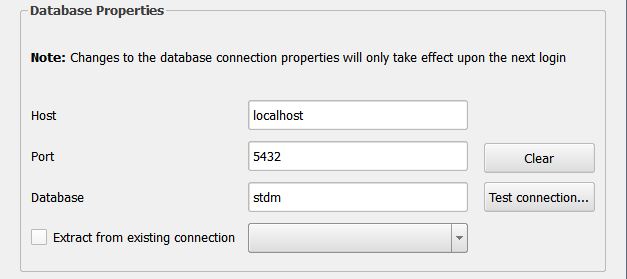 Database Properties
Note: Changes to the database connection properties will only take effect upon the next login
Host localhost
Port 5432 Clear
Database stdm Test connection...
Extract from existing connection